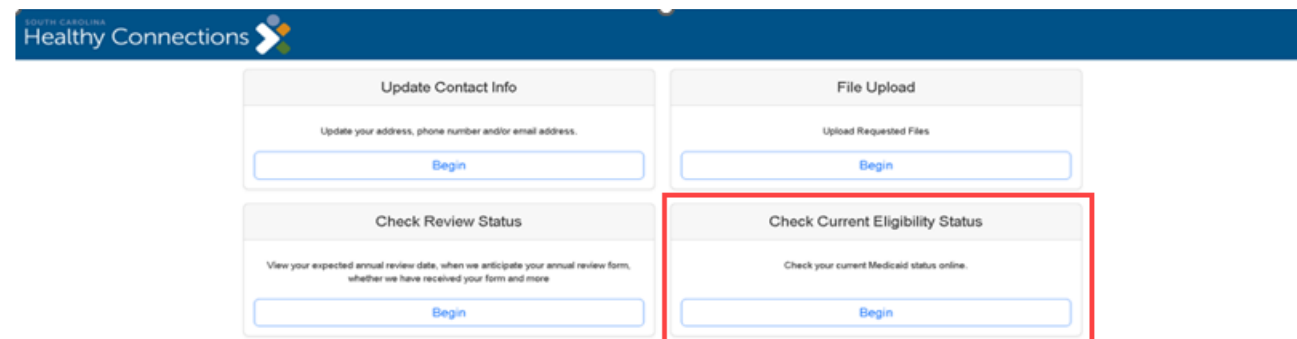 SOUTH CAROLINA
Healthy Connections
Update Contact Info
Update your address, phone number and/or email address.
Begin
File Upload
Upload Requested Files
Begin
Check Review Status
View your expected annual review date, when we anticipate your annual review form,
whether we have received your form and more
Begin
Check Current Eligibility Status
Check your current Medicaid status online.
Begin